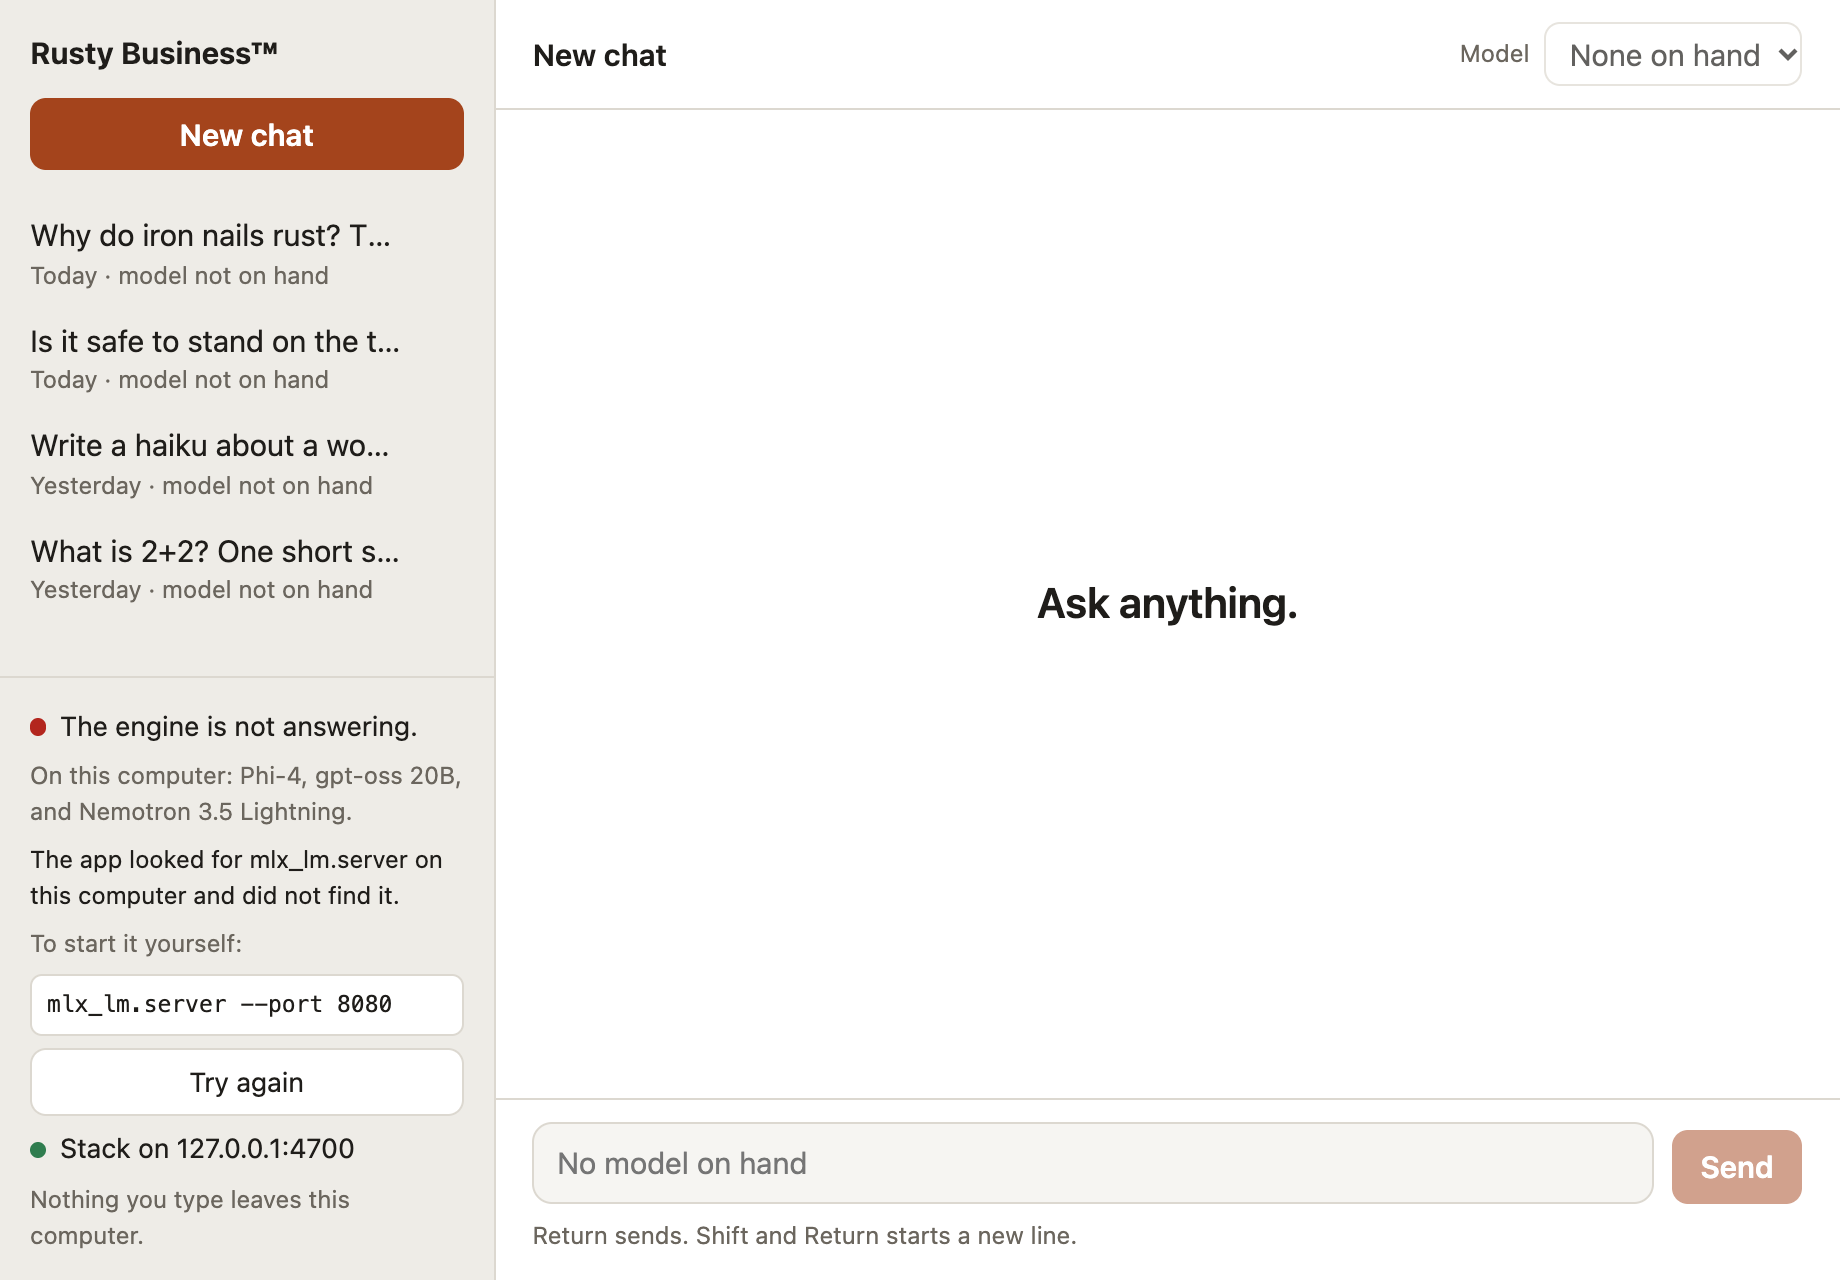 Rusty Business™
New chat
Why do iron nails rust? T...
Today · model not on hand
Is it safe to stand on the t...
Today · model not on hand
Write a haiku about a wo...
Yesterday · model not on hand
What is 2+2? One short s...
Yesterday · model not on hand
The engine is not answering.
On this computer: Phi-4, gpt-oss 20B,
and Nemotron 3.5 Lightning.
The app looked for mlx_lm.server on
this computer and did not find it.
To start it yourself:
mlx_lm.server --port 8080
Try again
Stack on 127.0.0.1:4700
Nothing you type leaves this
computer.
New chat
Model
None on hand
Ask anything.
No model on hand
Send
Return sends. Shift and Return starts a new line.